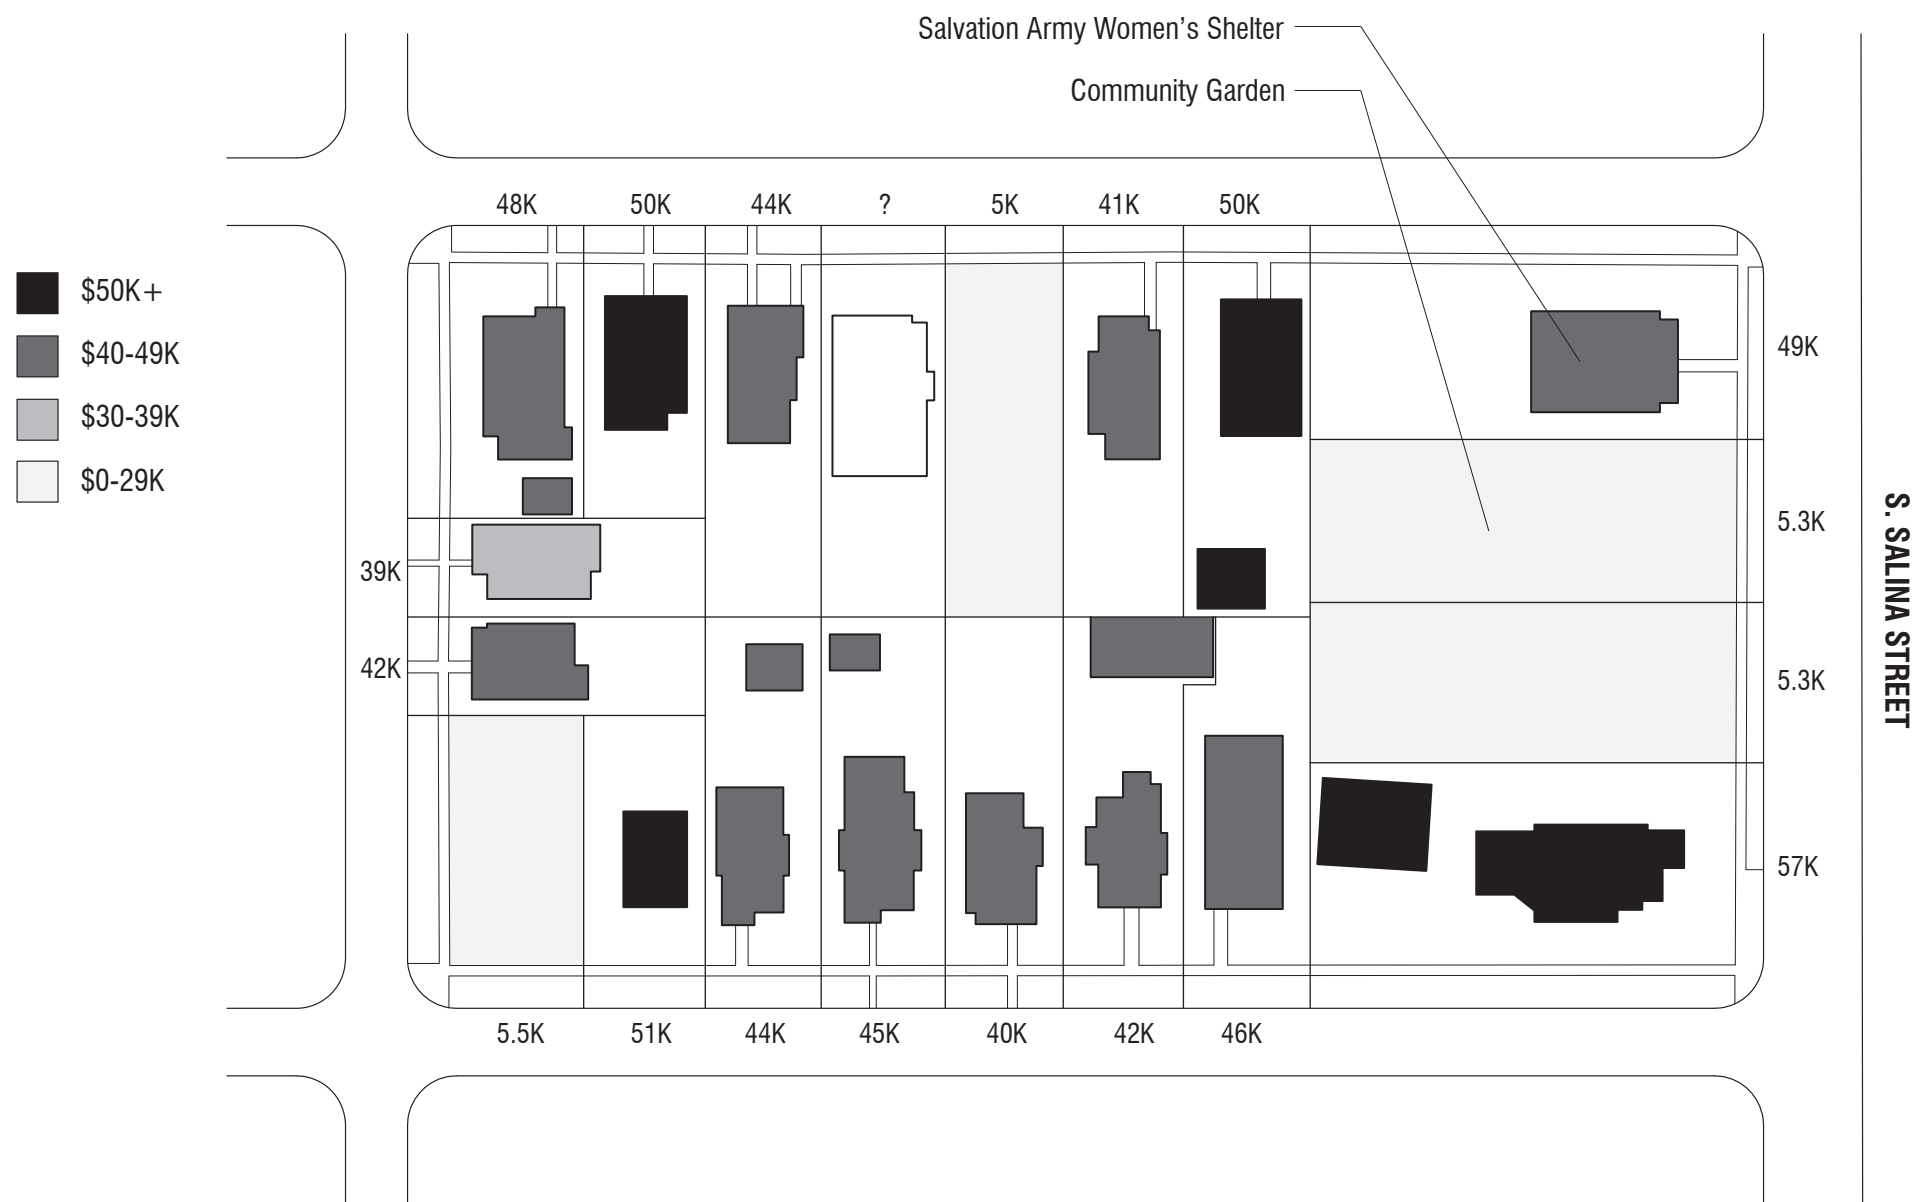 Salvation Army Women’s Shelter
Community Garden
48K
50K
44K
?
5K
41K
50K
$50K+
$40-49K
$30-39K
$0-29K
49K
5.3K
5.3K
57K
S. SALINA STREET
39K
42K
5.5K
51K
44K
45K
40K
42K
46K